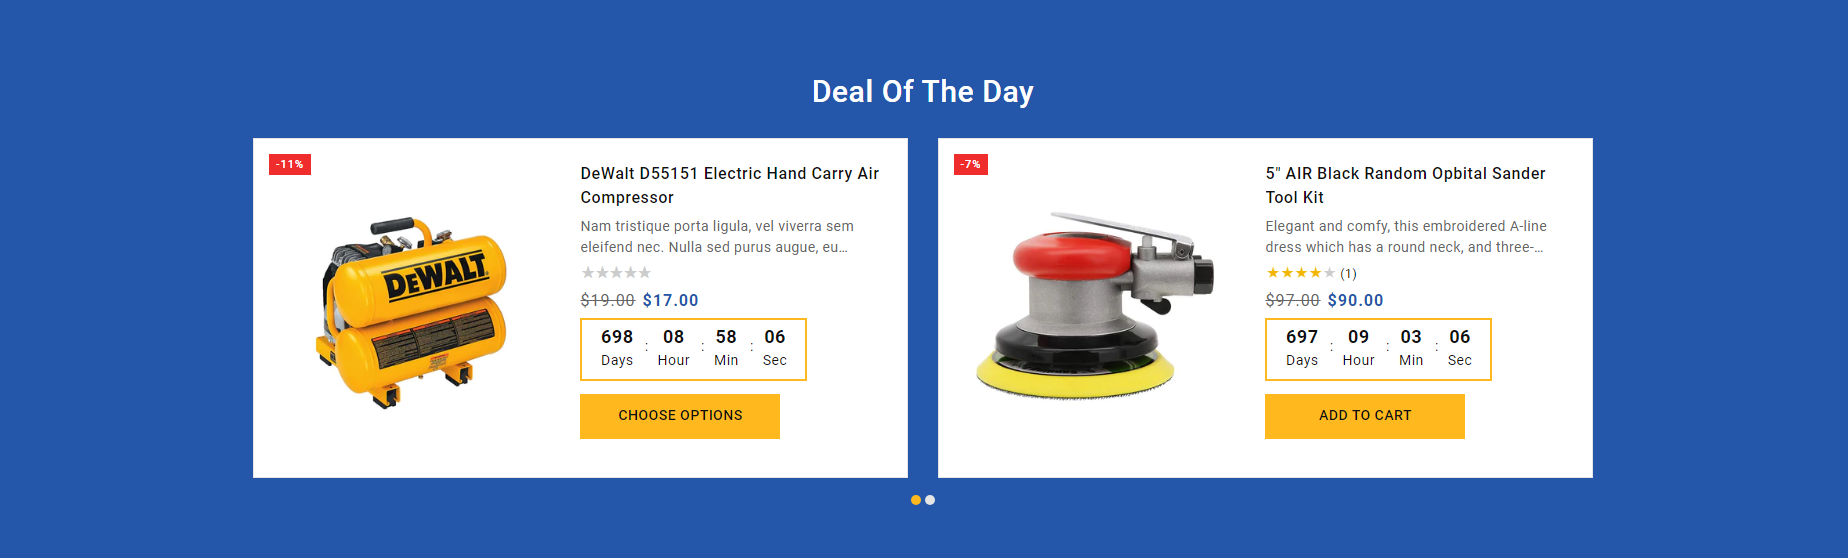 Deal Of The Day
-11%
DEWALT
DeWalt D55151 Electric Hand Carry Air
Compressor
Nam tristique porta ligula, vel viverra sem
eleifend nec. Nulla sed purus augue, eu...
$19.00 $17.00
698 : 08 : 58 : 06
Days Hour Min Sec
CHOOSE OPTIONS
-7%
5" AIR Black Random Opbital Sander
Tool Kit
Elegant and comfy, this embroidered A-line
dress which has a round neck, and three-...
(1)
$97.00 $90.00
697 : 09 : 03 : 06
Days Hour Min Sec
ADD TO CART